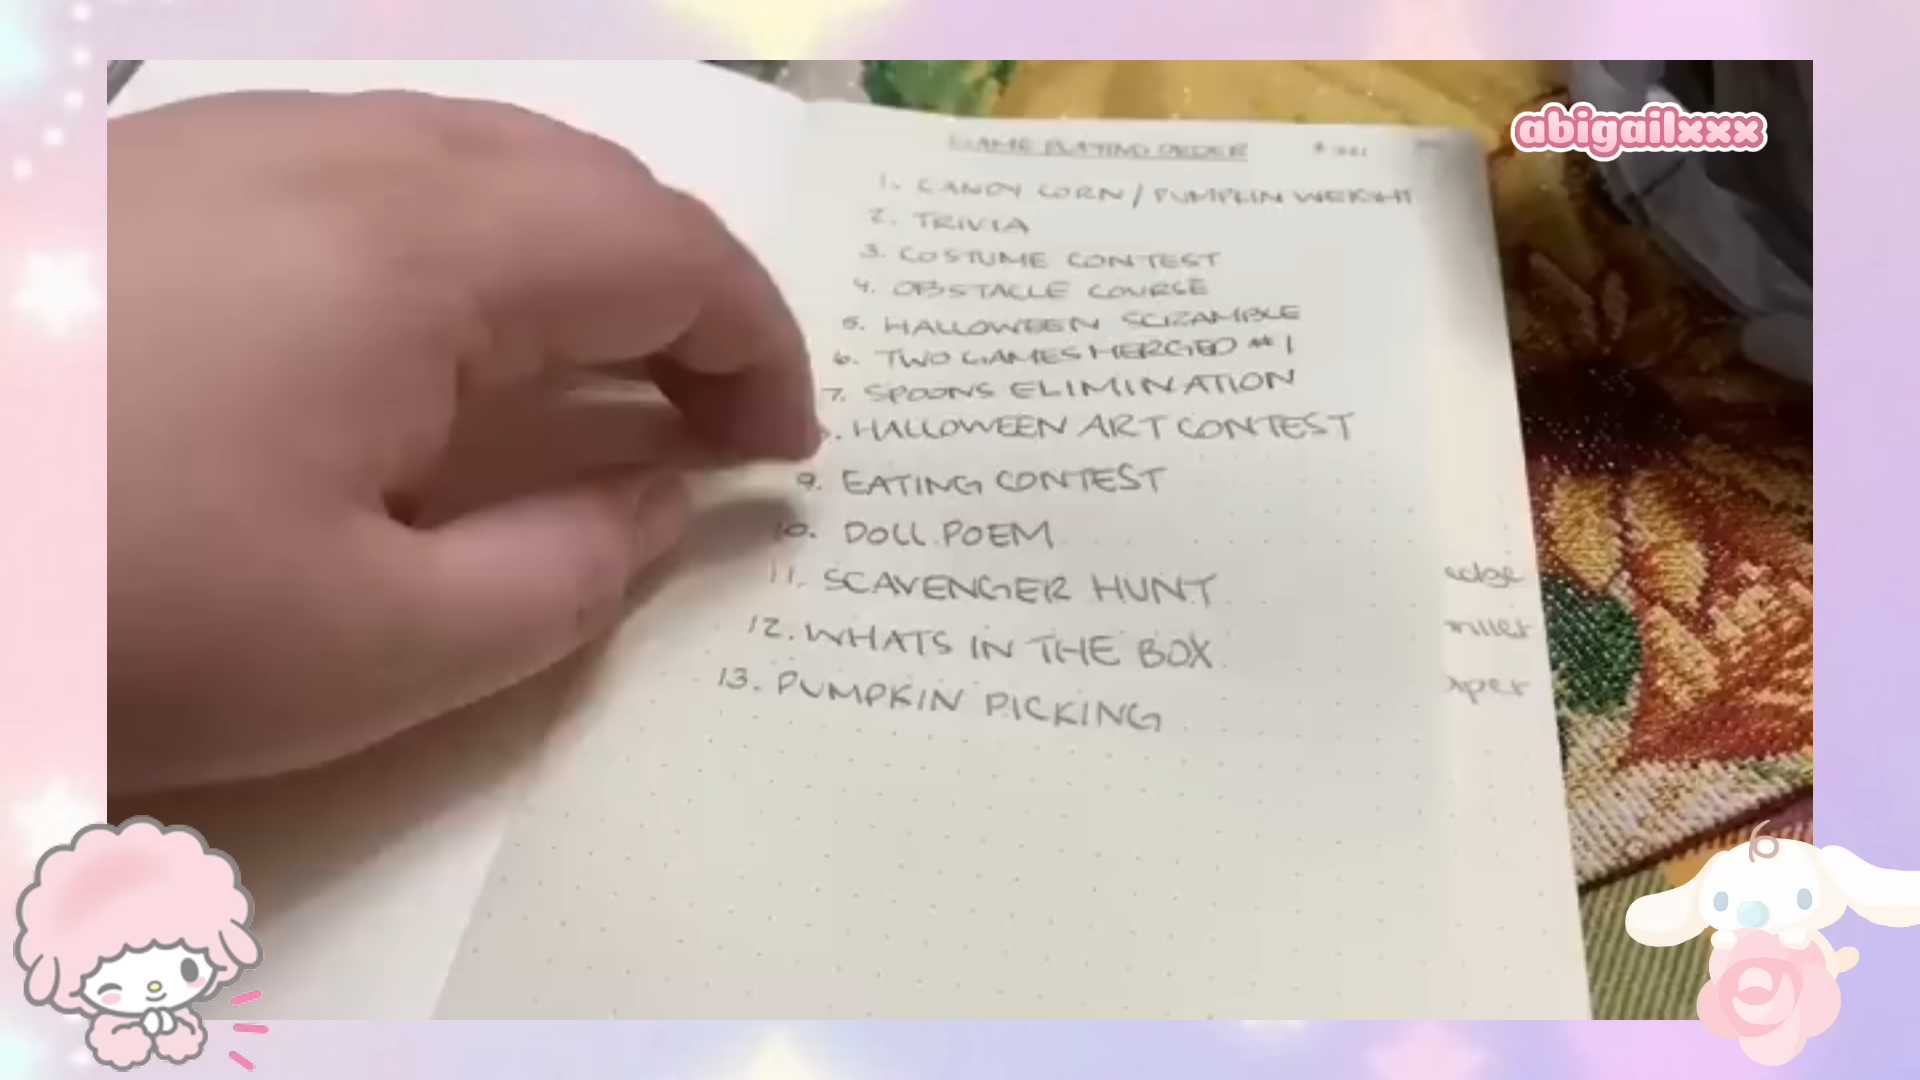 abigailxxx
GAME PLAYING ORDER
1. CANDY CORN / PUMPKIN WEIGHT
2. TRIVIA
3. COSTUME CONTEST
4. OBSTACLE COURSE
5. HALLOWEEN SCRAMBLE
6. TWO GAMES MERGED #1
7. SPOONS ELIMINATION
. HALLOWEEN ART CONTEST
9. EATING CONTEST
10. DOLL POEM
11. SCAVENGER HUNT
12. WHATS IN THE BOX
13. PUMPKIN PICKING
edge